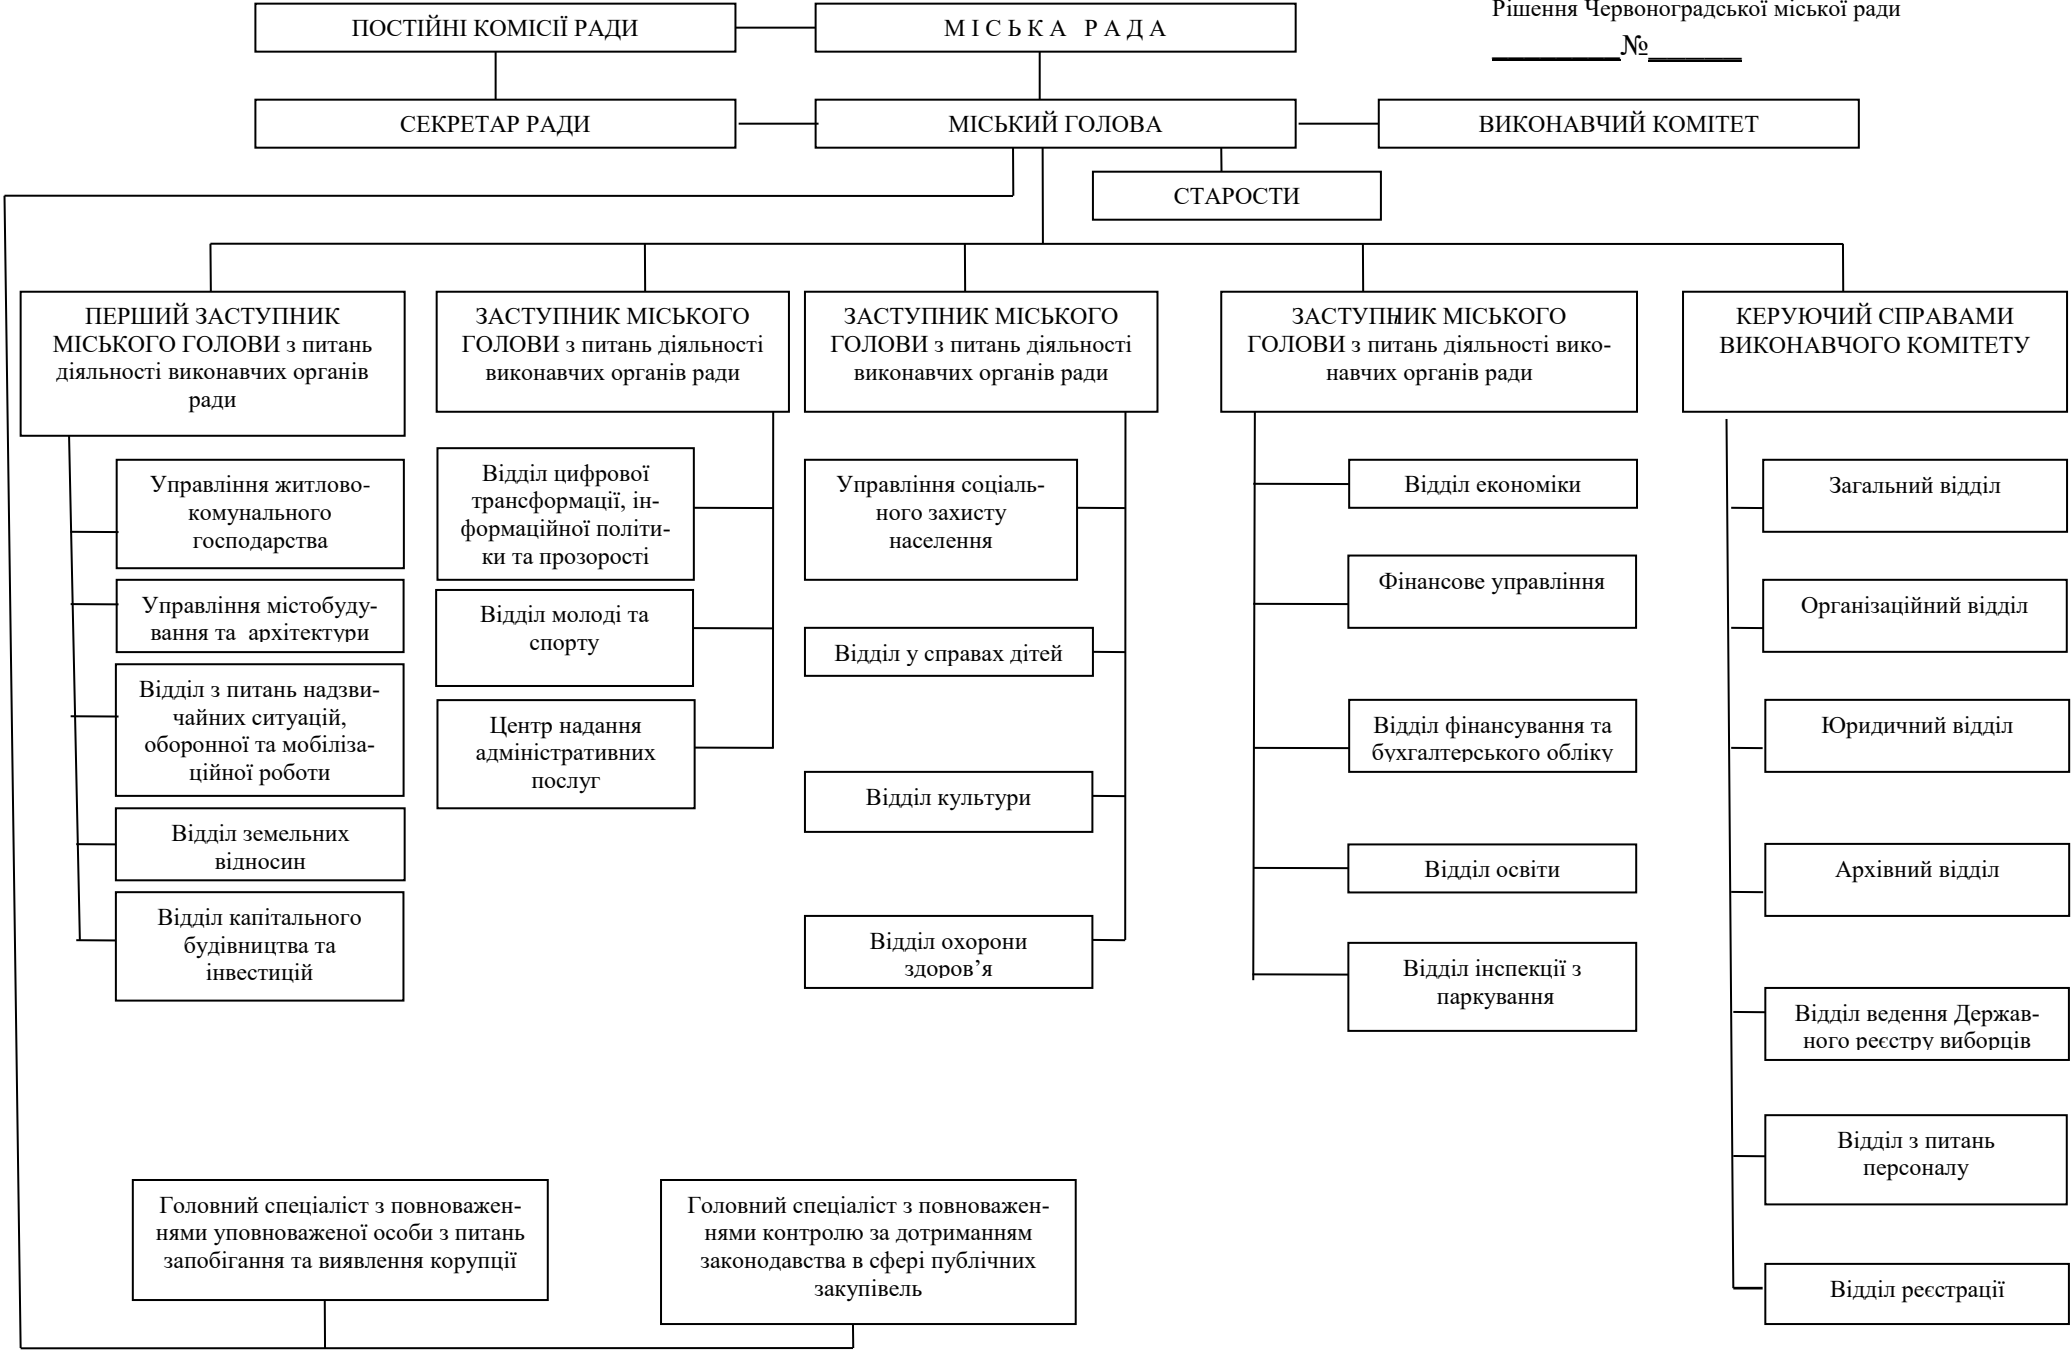 Рішення Червоноградської міської ради
№
ПОСТІЙНІ КОМІСІЇ РАДИ
М І С Ь К А Р А Д А
СЕКРЕТАР РАДИ
МІСЬКИЙ ГОЛОВА
ВИКОНАВЧИЙ КОМІТЕТ
СТАРОСТИ
ПЕРШИЙ ЗАСТУПНИК
МІСЬКОГО ГОЛОВИ з питань
діяльності виконавчих органів
ради
ЗАСТУПНИК МІСЬКОГО
ГОЛОВИ з питань діяльності
виконавчих органів ради
ЗАСТУПНИК МІСЬКОГО
ГОЛОВИ з питань діяльності
виконавчих органів ради
ЗАСТУПНИК МІСЬКОГО
ГОЛОВИ з питань діяльності вико-
навчих органів ради
КЕРУЮЧИЙ СПРАВАМИ
ВИКОНАВЧОГО КОМІТЕТУ
Управління житлово-
комунального
господарства
Управління містобуду-
вання та архітектури
Відділ з питань надзви-
чайних ситуацій,
оборонної та мобіліза-
ційної роботи
Відділ земельних
відносин
Відділ капітального
будівництва та
інвестицій
Відділ цифрової
трансформації, ін-
формаційної політи-
ки та прозорості
Відділ молоді та
спорту
Центр надання
адміністративних
послуг
Управління соціаль-
ного захисту
населення
Відділ у справах дітей
Відділ культури
Відділ охорони
здоров’я
Відділ економіки
Фінансове управління
Відділ фінансування та
бухгалтерського обліку
Відділ освіти
Відділ інспекції з
паркування
Загальний відділ
Організаційний відділ
Юридичний відділ
Архівний відділ
Відділ ведення Держав-
ного реєстру виборців
Відділ з питань
персоналу
Відділ реєстрації
Головний спеціаліст з повноважен-
нями уповноваженої особи з питань
запобігання та виявлення корупції
Головний спеціаліст з повноважен-
нями контролю за дотриманням
законодавства в сфері публічних
закупівель